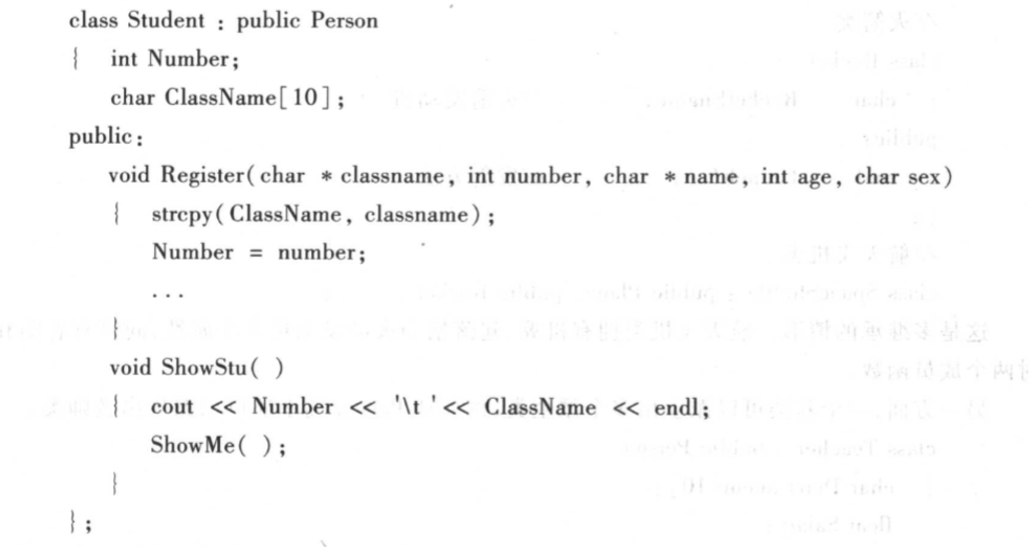 class Student : public Person
{ int Number;
char ClassName[10];
public:
void Register( char * classname, int number, char * name, int age, char sex)
{ strcpy( ClassName, classname);
Number = number;
...
}
void ShowStu( )
{ cout << Number << '\t' << ClassName << endl;
ShowMe( );
}
};